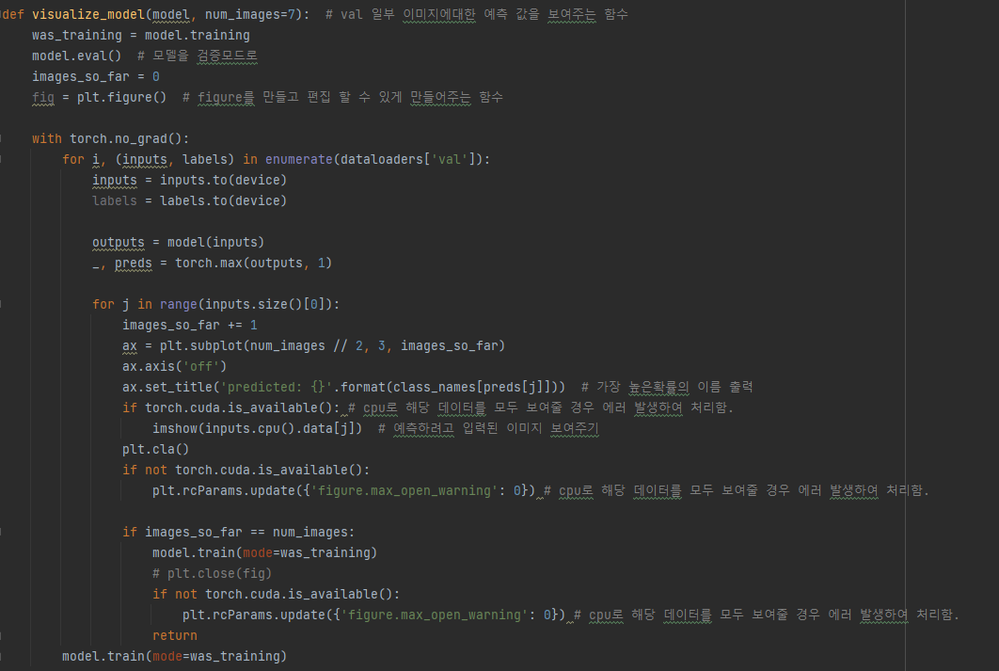 def visualize_model(model, num_images=7):  # val 일부 이미지에대한 예측 값을 보여주는 함수
    was_training = model.training
    model.eval()  # 모델을 검증모드로
    images_so_far = 0
    fig = plt.figure()  # figure를 만들고 편집 할 수 있게 만들어주는 함수

    with torch.no_grad():
        for i, (inputs, labels) in enumerate(dataloaders['val']):
            inputs = inputs.to(device)
            labels = labels.to(device)

            outputs = model(inputs)
            _, preds = torch.max(outputs, 1)

            for j in range(inputs.size()[0]):
                images_so_far += 1
                ax = plt.subplot(num_images // 2, 3, images_so_far)
                ax.axis('off')
                ax.set_title('predicted: {}'.format(class_names[preds[j]]))  # 가장 높은확률의 이름 출력
                if torch.cuda.is_available(): # cpu로 해당 데이터를 모두 보여줄 경우 에러 발생하여 처리함.
                    imshow(inputs.cpu().data[j])  # 예측하려고 입력된 이미지 보여주기
                plt.cla()
                if not torch.cuda.is_available():
                    plt.rcParams.update({'figure.max_open_warning': 0}) # cpu로 해당 데이터를 모두 보여줄 경우 에러 발생하여 처리함.

                if images_so_far == num_images:
                    model.train(mode=was_training)
                    # plt.close(fig)
                    if not torch.cuda.is_available():
                        plt.rcParams.update({'figure.max_open_warning': 0}) # cpu로 해당 데이터를 모두 보여줄 경우 에러 발생하여 처리함.
                    return
        model.train(mode=was_training)